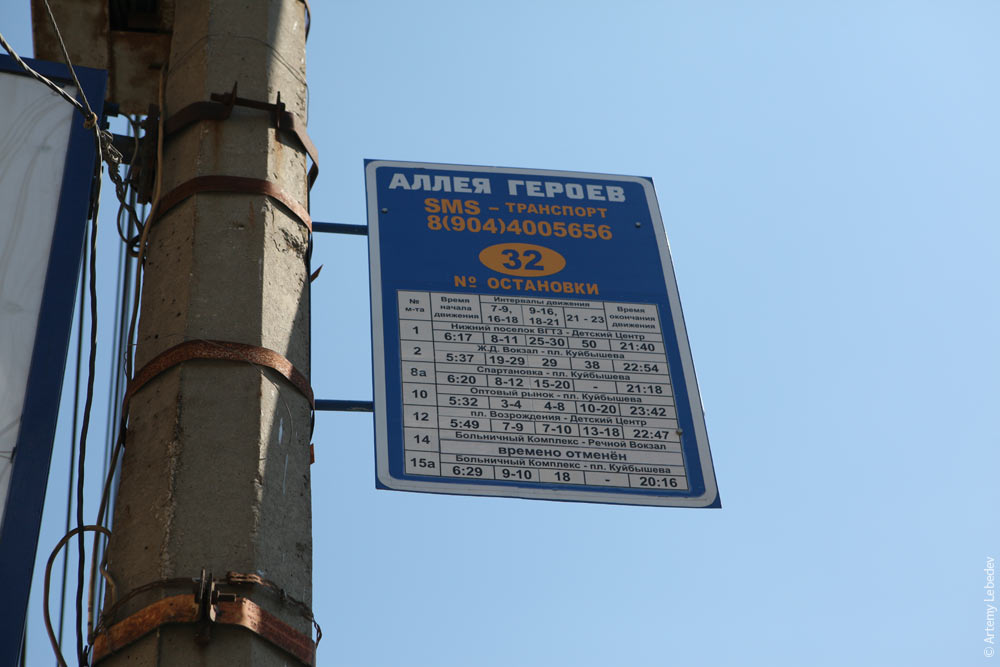 АЛЛЕЯ ГЕРОЕВ
SMS - ТРАНСПОРТ
8(904)4005656
32
№ ОСТАНОВКИ
№ м-та Время начала движения Интервалы движения 7-9, 16-18 9-16, 18-21 21 - 23 Время окончания движения
1 Нижний поселок ВГТЗ - Детский Центр
6:17 8-11 25-30 50 21:40
2 Ж.Д. Вокзал - пл. Куйбышева
5:37 19-29 29 38 22:54
8а Спартановка - пл. Куйбышева
6:20 8-12 15-20 - 21:18
10 Оптовый рынок - пл. Куйбышева
5:32 3-4 4-8 10-20 23:42
12 пл. Возрождения - Детский Центр
5:49 7-9 7-10 13-18 22:47
14 Больничный Комплекс - Речной Вокзал
времено отменён
15а Больничный Комплекс - пл. Куйбышева
6:29 9-10 18 - 20:16
© Artemy Lebedev